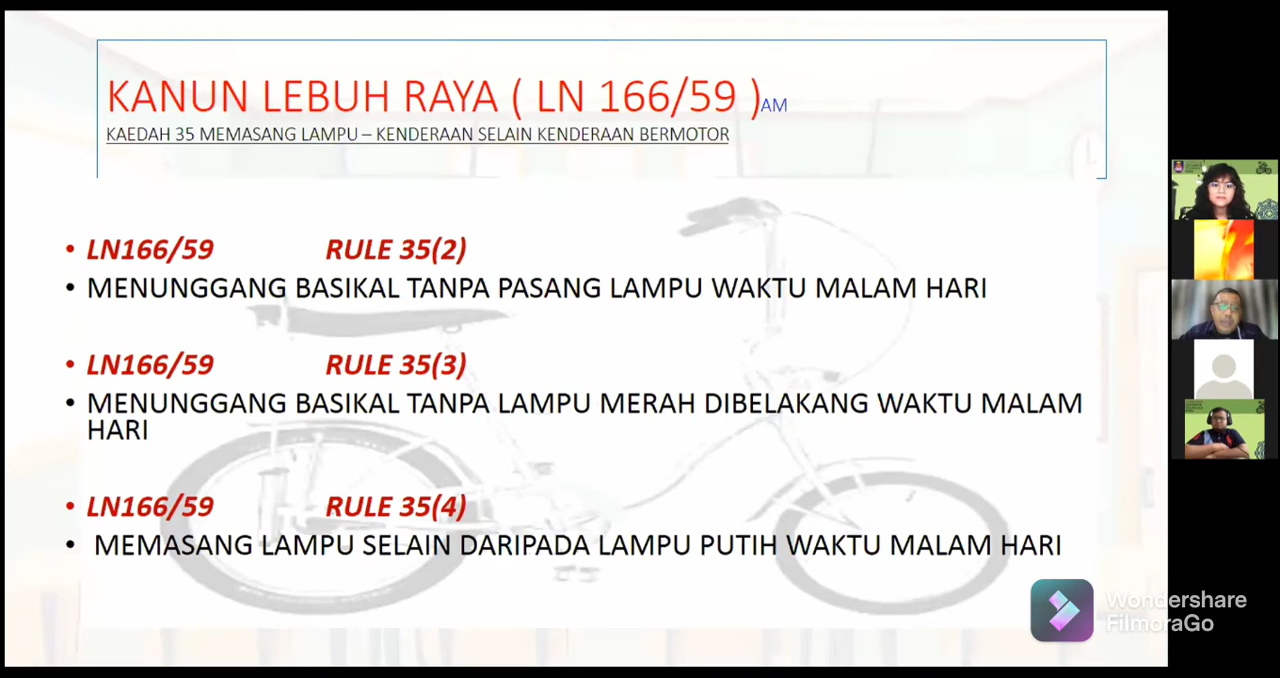 KANUN LEBUH RAYA ( LN 166/59 )AM
KAEDAH 35 MEMASANG LAMPU – KENDERAAN SELAIN KENDERAAN BERMOTOR
• LN166/59 RULE 35(2)
• MENUNGGANG BASIKAL TANPA PASANG LAMPU WAKTU MALAM HARI
• LN166/59 RULE 35(3)
• MENUNGGANG BASIKAL TANPA LAMPU MERAH DIBELAKANG WAKTU MALAM
HARI
• LN166/59 RULE 35(4)
• MEMASANG LAMPU SELAIN DARIPADA LAMPU PUTIH WAKTU MALAM HARI
Wondershare
FilmoraGo